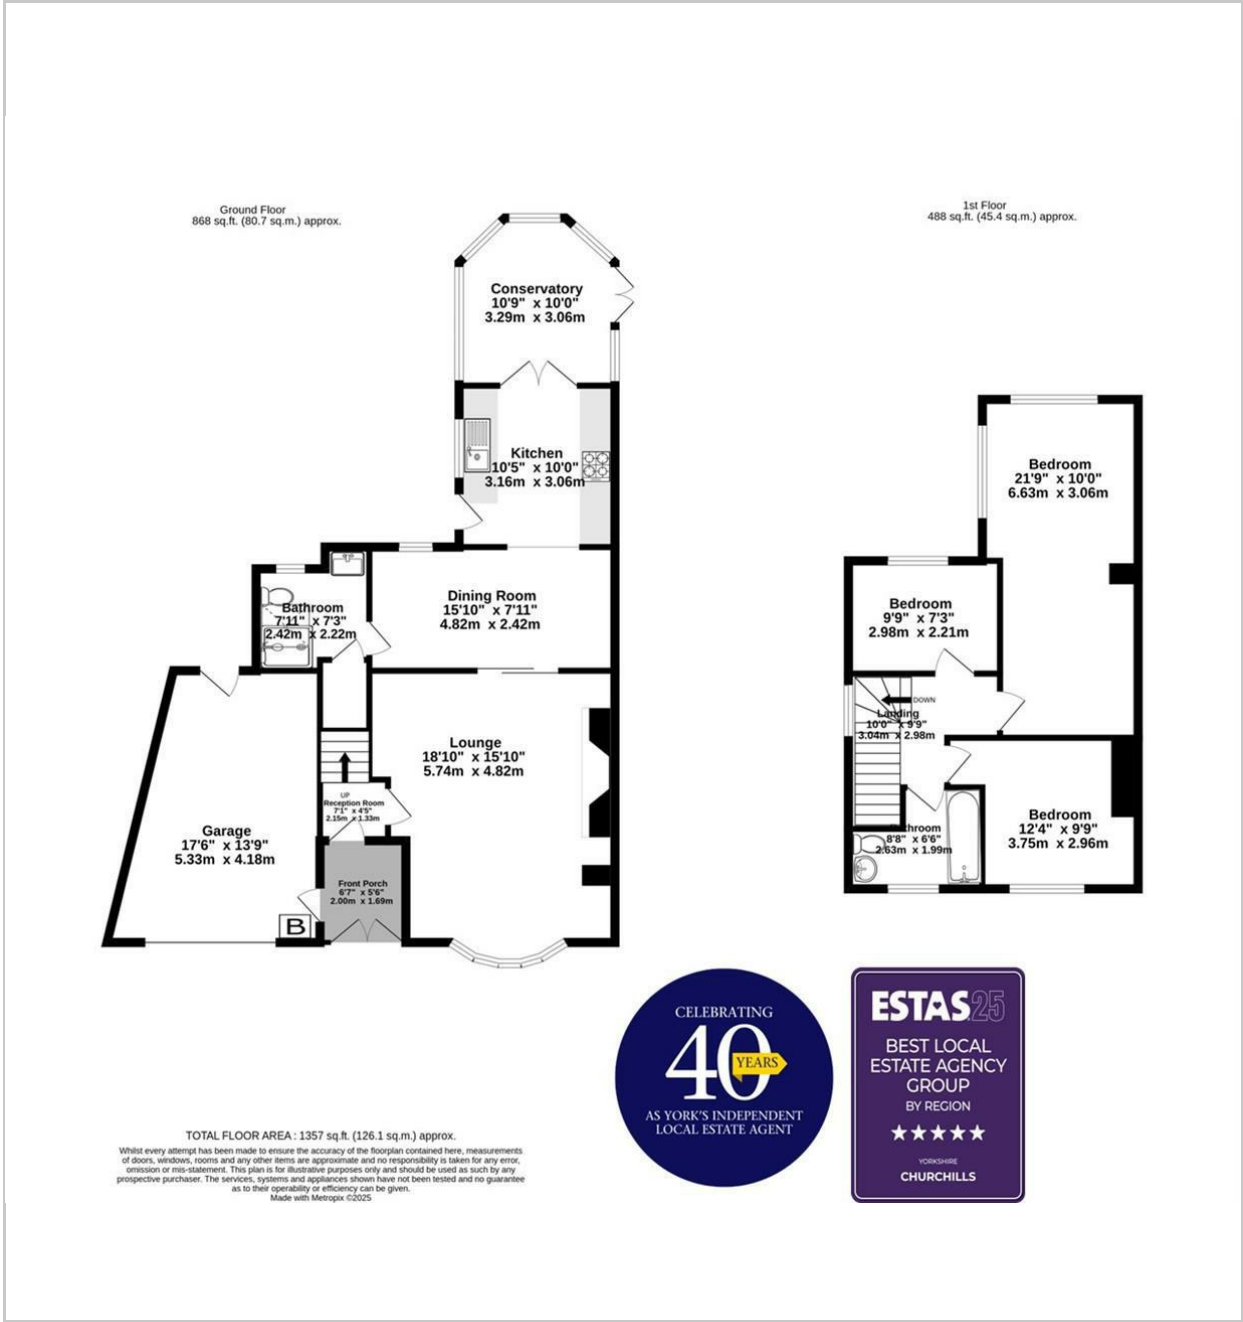 Ground Floor
868 sq.ft. (80.7 sq.m.) approx.
1st Floor
488 sq.ft. (45.4 sq.m.) approx.
Conservatory
10'9" x 10'0"
3.29m x 3.06m
Kitchen
10'5" x 10'0"
3.16m x 3.06m
Dining Room
15'10" x 7'11"
4.82m x 2.42m
Bathroom
7'11" x 7'3"
2.42m x 2.22m
Lounge
18'10" x 15'10"
5.74m x 4.82m
UP
Reception Room
7'1" x 4'5"
2.15m x 1.33m
Garage
17'6" x 13'9"
5.33m x 4.18m
Front Porch
6'7" x 5'6"
2.00m x 1.69m
B
Bedroom
21'9" x 10'0"
6.63m x 3.06m
Bedroom
9'9" x 7'3"
2.98m x 2.21m
DOWN
Landing
10'0" x 9'9"
3.04m x 2.98m
Bedroom
12'4" x 9'9"
3.75m x 2.96m
Bathroom
8'8" x 6'6"
2.63m x 1.99m
CELEBRATING
40
YEARS
AS YORK'S INDEPENDENT
LOCAL ESTATE AGENT
ESTAS 25
BEST LOCAL
ESTATE AGENCY
GROUP
BY REGION
YORKSHIRE
CHURCHILLS
TOTAL FLOOR AREA : 1357 sq.ft. (126.1 sq.m.) approx.
Whilst every attempt has been made to ensure the accuracy of the floorplan contained here, measurements
of doors, windows, rooms and any other items are approximate and no responsibility is taken for any error,
omission or mis-statement. This plan is for illustrative purposes only and should be used as such by any
prospective purchaser. The services, systems and appliances shown have not been tested and no guarantee
as to their operability or efficiency can be given.
Made with Metropix ©2025